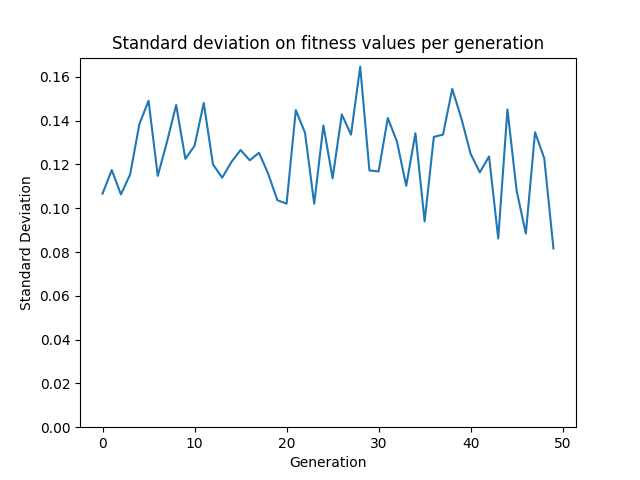 Standard deviation on fitness values per generation
0.16
0.14
0.12
0.10
0.08
0.06
0.04
0.02
0.00
Standard Deviation
0 10 20 30 40 50
Generation